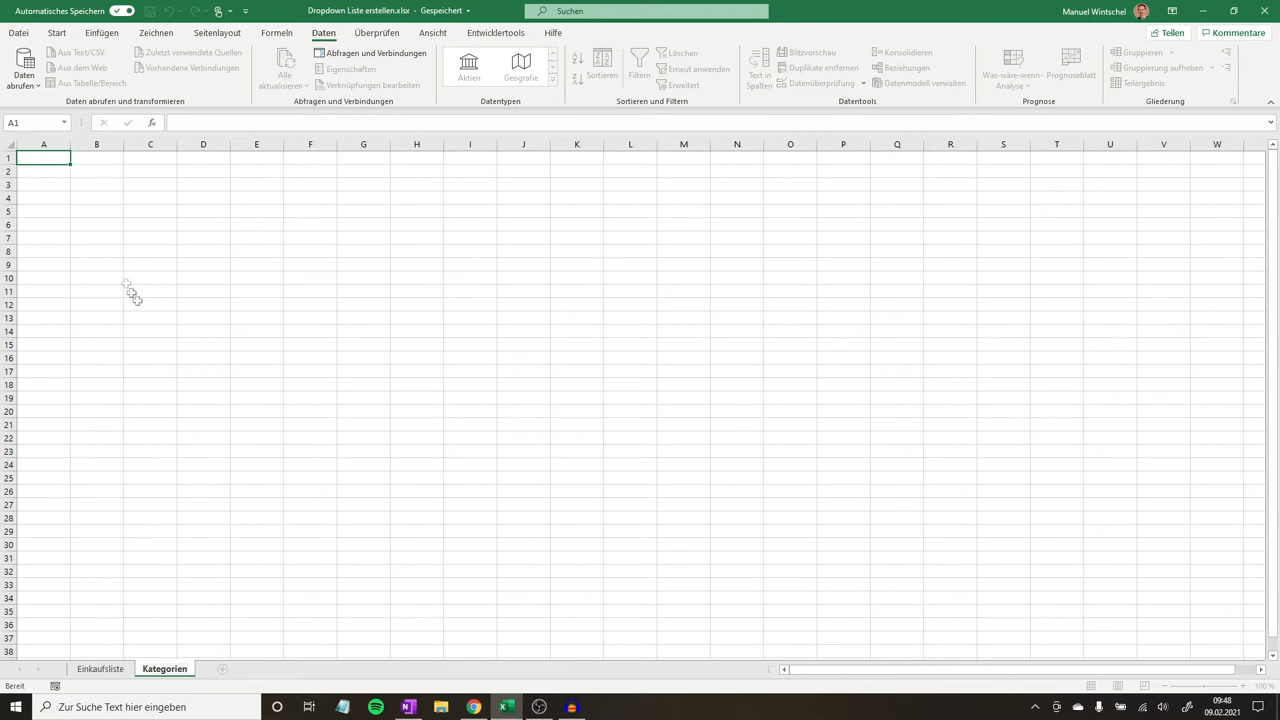 Automatisches Speichern
Dropdown Liste erstellen.xlsx - Gespeichert
Suchen
Manuel Wintschel
Datei Start Einfügen Zeichnen Seitenlayout Formeln Daten Überprüfen Ansicht Entwicklertools Hilfe
Teilen Kommentare
Daten abrufen
Aus Text/CSV
Aus dem Web
Aus Tabelle/Bereich
Zuletzt verwendete Quellen
Vorhandene Verbindungen
Daten abrufen und transformieren
Alle aktualisieren
Abfragen und Verbindungen
Eigenschaften
Verknüpfungen bearbeiten
Abfragen und Verbindungen
Aktien
Geografie
Datentypen
Sortieren
Filtern
Löschen
Erneut anwenden
Erweitert
Sortieren und Filtern
Text in Spalten
Blitzvorschau
Duplikate entfernen
Datenüberprüfung
Konsolidieren
Beziehungen
Datenmodell verwalten
Datentools
Was-wäre-wenn-Analyse
Prognoseblatt
Prognose
Gruppieren
Gruppierung aufheben
Teilergebnis
Gliederung
A1
fx
A B C D E F G H I J K L M N O P Q R S T U V W
1
2
3
4
5
6
7
8
9
10
11
12
13
14
15
16
17
18
19
20
21
22
23
24
25
26
27
28
29
30
31
32
33
34
35
36
37
38
Einkaufsliste Kategorien
Bereit
100 %
Zur Suche Text hier eingeben
09:48
09.02.2021